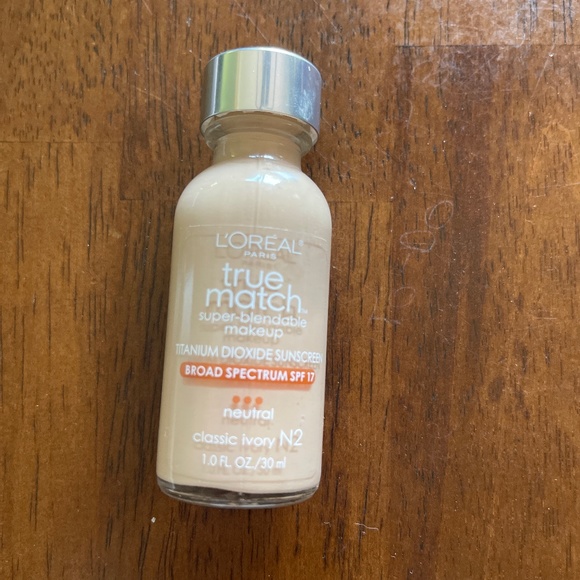 L'ORÉAL
PARIS
true
match™
super-blendable
makeup
TITANIUM DIOXIDE SUNSCREEN
BROAD SPECTRUM SPF 17
neutral
classic ivory N2
1.0 FL OZ/30 ml